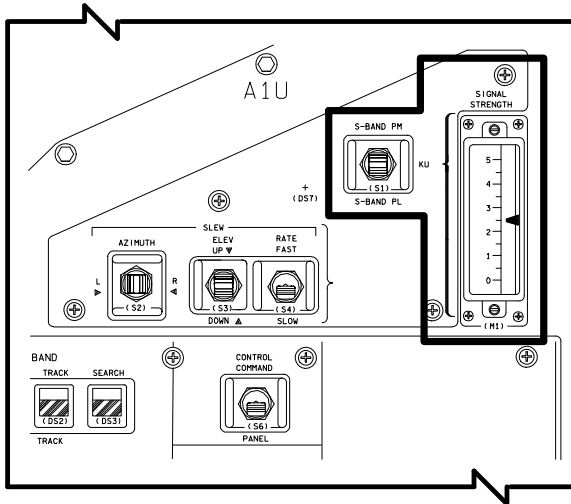 A1U
SIGNAL
STRENGTH
S-BAND PM
(S1)
KU
S-BAND PL
5
4
3
2
1
0
(M1)
+
(DS7)
SLEW
AZIMUTH
L
R
(S2)
ELEV
UP
(S3)
DOWN
RATE
FAST
(S4)
SLOW
BAND
TRACK
SEARCH
(DS2)
(DS3)
TRACK
CONTROL
COMMAND
(S6)
PANEL